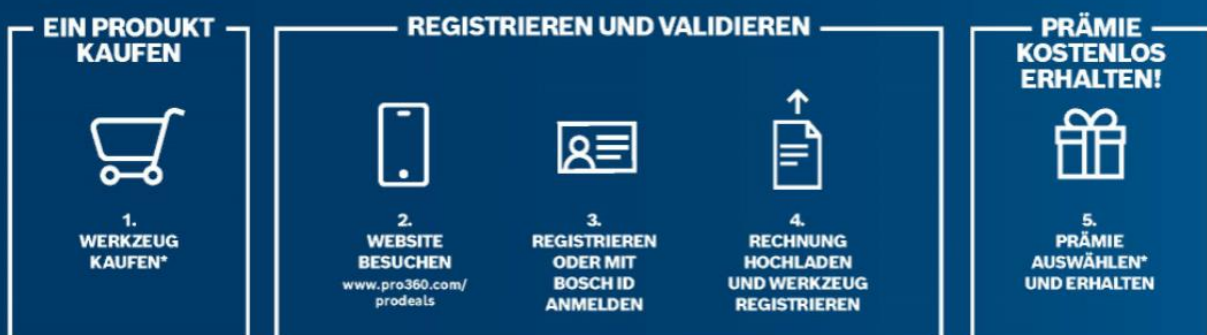 EIN PRODUKT
KAUFEN
1.
WERKZEUG
KAUFEN*
REGISTRIEREN UND VALIDIEREN
2.
WEBSITE
BESUCHEN
www.pro360.com/
prodeals
3.
REGISTRIEREN
ODER MIT
BOSCH ID
ANMELDEN
4.
RECHNUNG
HOCHLADEN
UND WERKZEUG
REGISTRIEREN
PRÄMIE
KOSTENLOS
ERHALTEN!
5.
PRÄMIE
AUSWÄHLEN*
UND ERHALTEN